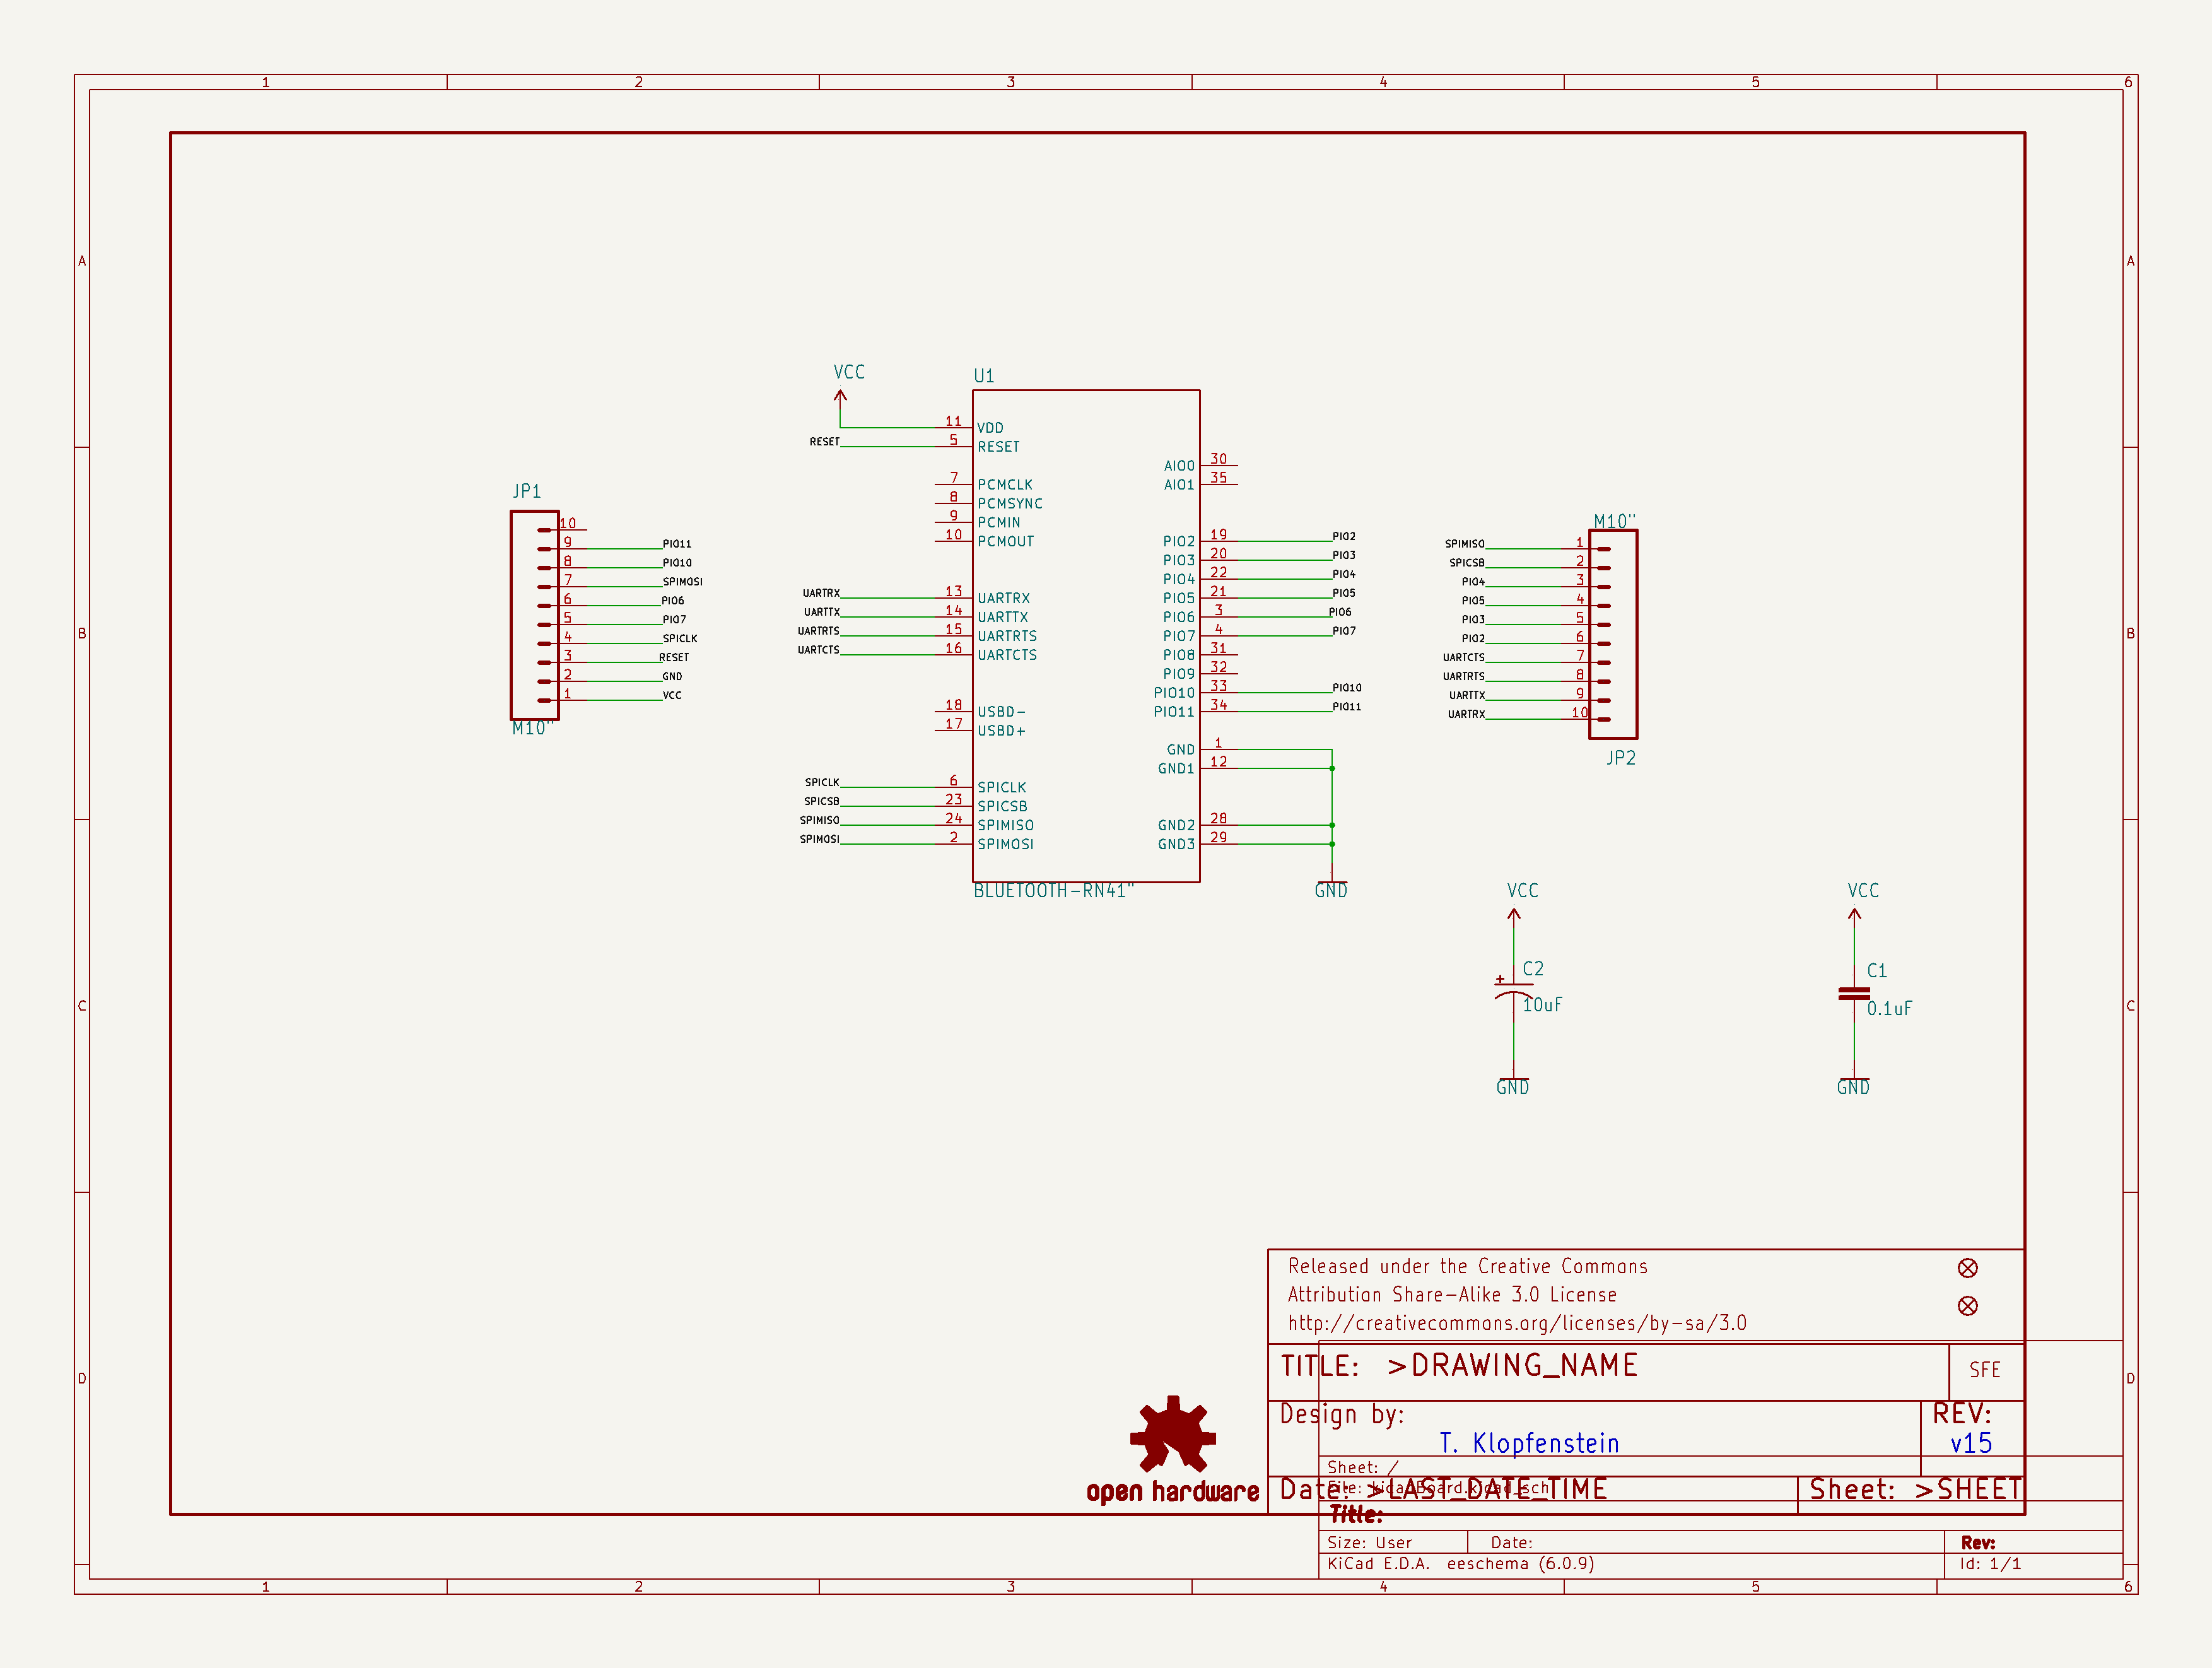 1 2 3 4 5 6
A A
B B
C C
D D
VCC
U1
11 VDD
RESET 5 RESET
7 PCMCLK
8 PCMSYNC
9 PCMIN
10 PCMOUT
UARTRX 13 UARTRX
UARTTX 14 UARTTX
UARTRTS 15 UARTRTS
UARTCTS 16 UARTCTS
18 USBD-
17 USBD+
SPICLK 6 SPICLK
SPICSB 23 SPICSB
SPIMISO 24 SPIMISO
SPIMOSI 2 SPIMOSI
AIO0 30
AIO1 35
PIO2 19 PIO2
PIO3 20 PIO3
PIO4 22 PIO4
PIO5 21 PIO5
PIO6 3 PIO6
PIO7 4 PIO7
PIO8 31
PIO9 32
PIO10 33 PIO10
PIO11 34 PIO11
GND 1
GND1 12
GND2 28
GND3 29
BLUETOOTH-RN41"
GND
JP1
10
9 PIO11
8 PIO10
7 SPIMOSI
6 PIO6
5 PIO7
4 SPICLK
3 RESET
2 GND
1 VCC
M10"
M10"
SPIMISO 1
SPICSB 2
PIO4 3
PIO5 4
PIO3 5
PIO2 6
UARTCTS 7
UARTRTS 8
UARTTX 9
UARTRX 10
JP2
VCC
+
C2
10uF
GND
VCC
C1
0.1uF
GND
Released under the Creative Commons
Attribution Share-Alike 3.0 License
http://creativecommons.org/licenses/by-sa/3.0
TITLE: >DRAWING_NAME
SFE
Design by:
T. Klopfenstein
REV:
v15
Sheet: /
File: kicadBoard.kicad_sch
Date: >LAST_DATE_TIME
Sheet: >SHEET
Title:
Size: User Date: Rev:
KiCad E.D.A. eeschema (6.0.9) Id: 1/1
open hardware
1 2 3 4 5 6